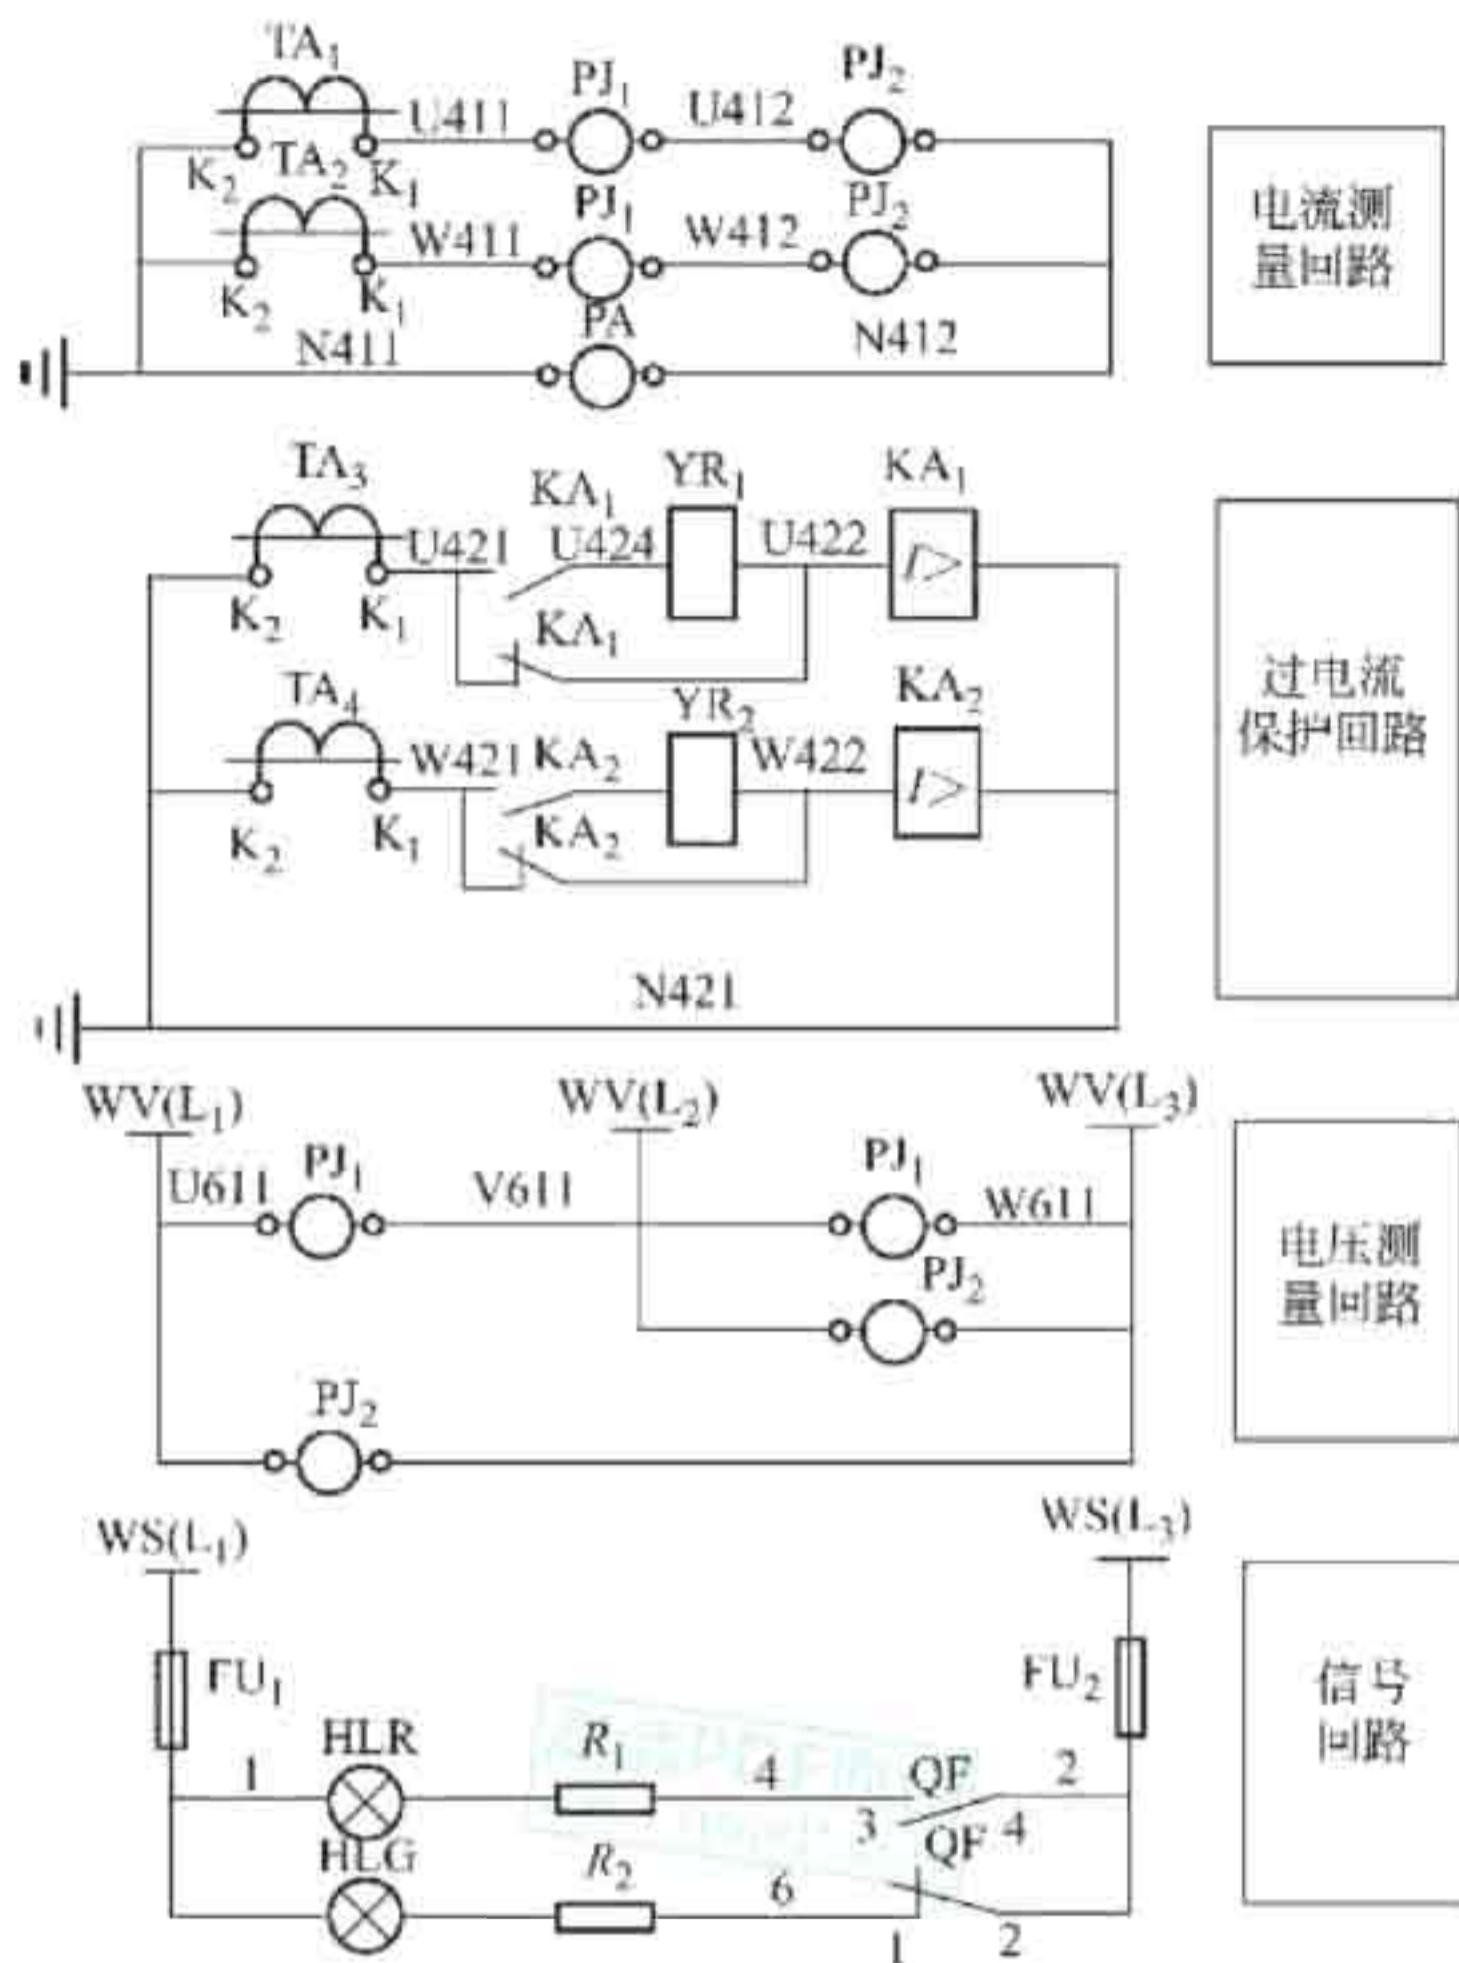 TA₁
PJ₁
PJ₂
U411
U412
K₂
TA₂
K₁
PJ₁
PJ₂
W411
W412
K₂
K₁
PA
N411
N412
电流测
量回路
TA₃
KA₁
YR₁
KA₁
U421
U424
U422
I>
K₂
K₁
KA₁
TA₄
YR₂
KA₂
W421
KA₂
W422
I>
K₂
K₁
KA₂
N421
过电流
保护回路
WV(L₁)
WV(L₂)
WV(L₃)
U611
PJ₁
V611
PJ₁
W611
PJ₂
PJ₂
电压测
量回路
WS(L₁)
WS(L₃)
FU₁
FU₂
HLR
R₁
1
4
QF
2
3
4
HLG
R₂
6
QF
1
2
信号
回路